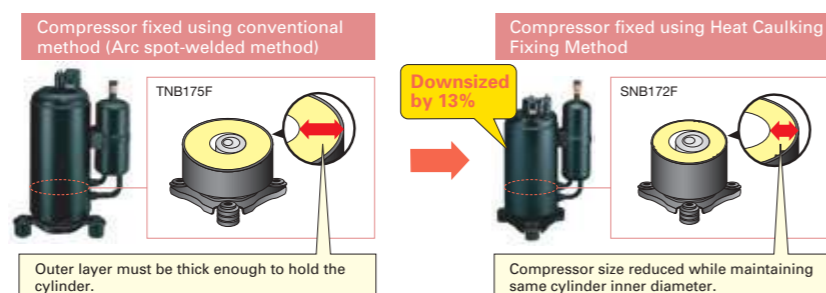 Compressor fixed using conventional
method (Arc spot-welded method)
TNB175F
Outer layer must be thick enough to hold the
cylinder.
Downsized
by 13%
Compressor fixed using Heat Caulking
Fixing Method
SNB172F
Compressor size reduced while maintaining
same cylinder inner diameter.